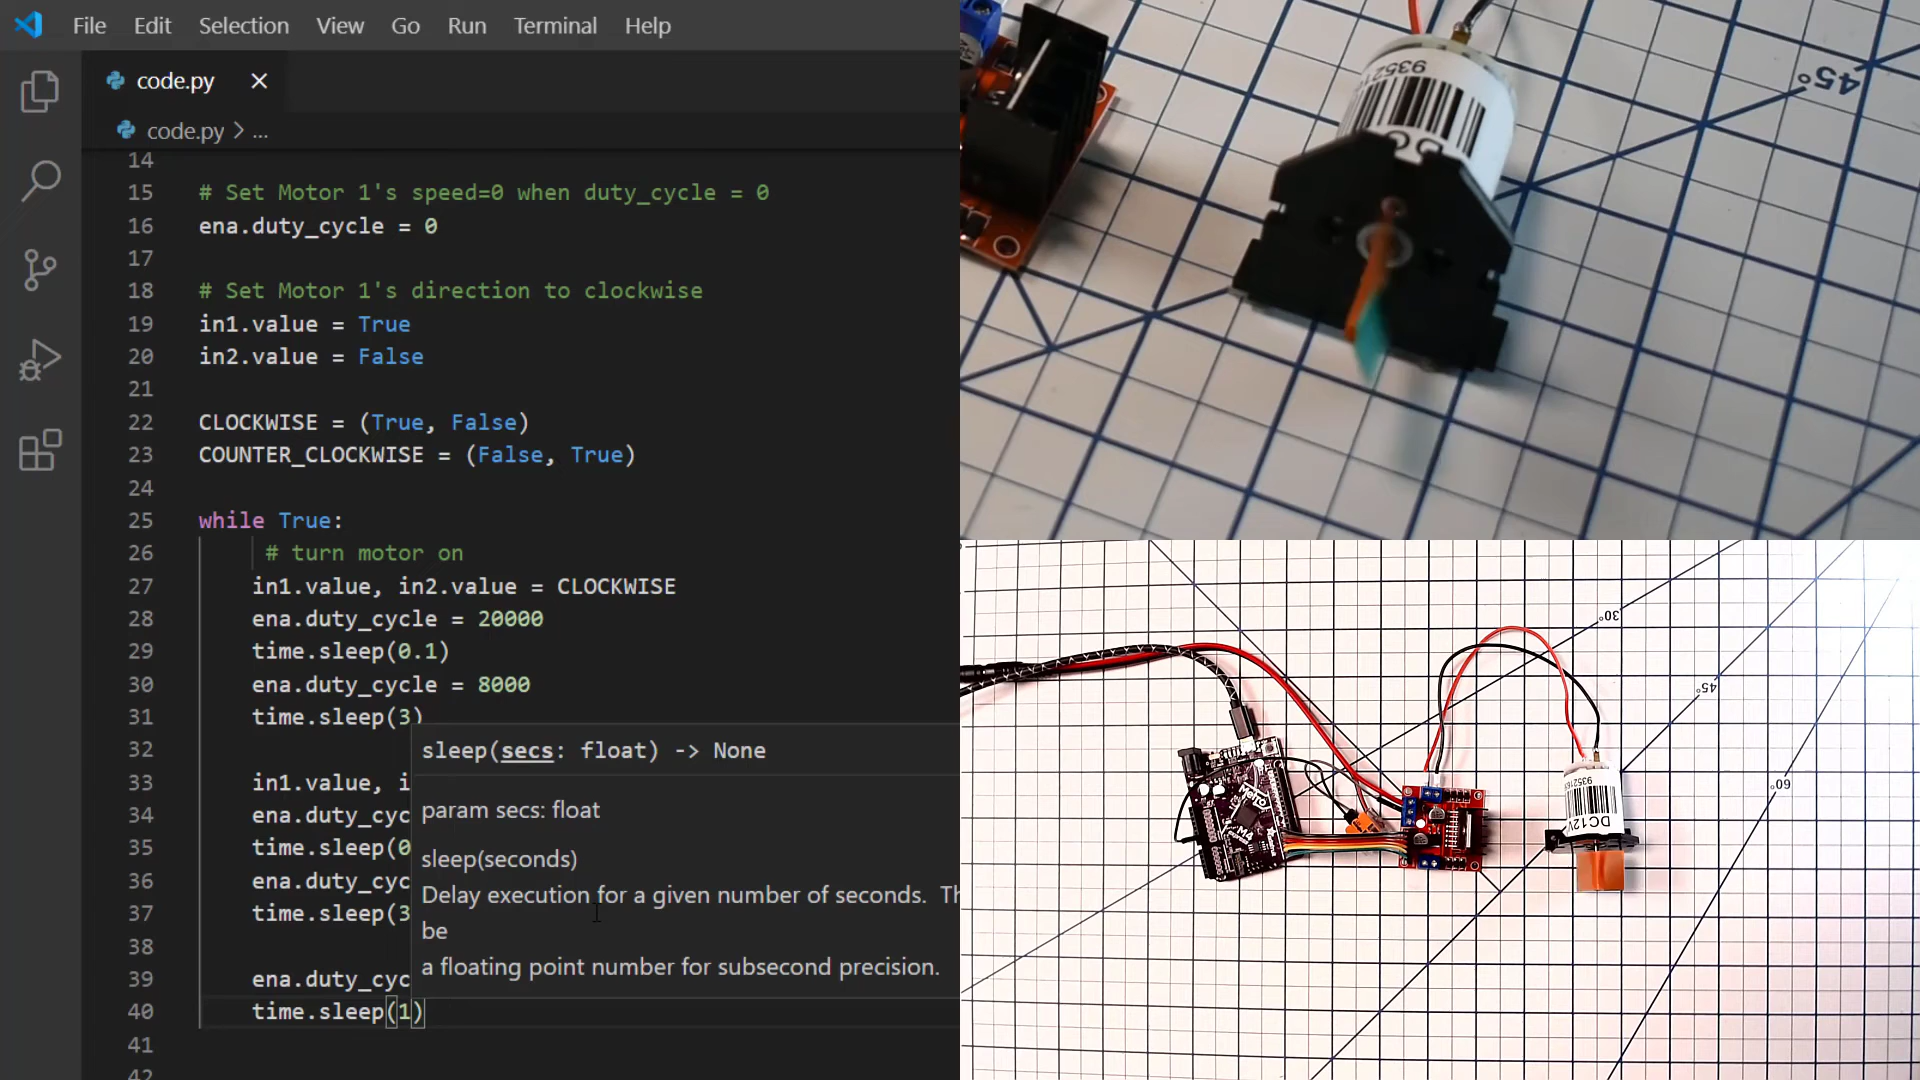 File Edit Selection View Go Run Terminal Help
code.py
code.py > ...
14
15 # Set Motor 1's speed=0 when duty_cycle = 0
16 ena.duty_cycle = 0
17
18 # Set Motor 1's direction to clockwise
19 in1.value = True
20 in2.value = False
21
22 CLOCKWISE = (True, False)
23 COUNTER_CLOCKWISE = (False, True)
24
25 while True:
26 # turn motor on
27 in1.value, in2.value = CLOCKWISE
28 ena.duty_cycle = 20000
29 time.sleep(0.1)
30 ena.duty_cycle = 8000
31 time.sleep(3)
32
33 in1.value, i
34 ena.duty_cyc
35 time.sleep(0
36 ena.duty_cyc
37 time.sleep(3
38
39 ena.duty_cyc
40 time.sleep(1)
41
42
sleep(secs: float) -> None
param secs: float
sleep(seconds)
Delay execution for a given number of seconds. Th
be
a floating point number for subsecond precision.
45°
93521
DC
30°
45°
60°
Metro
M4
DC12V